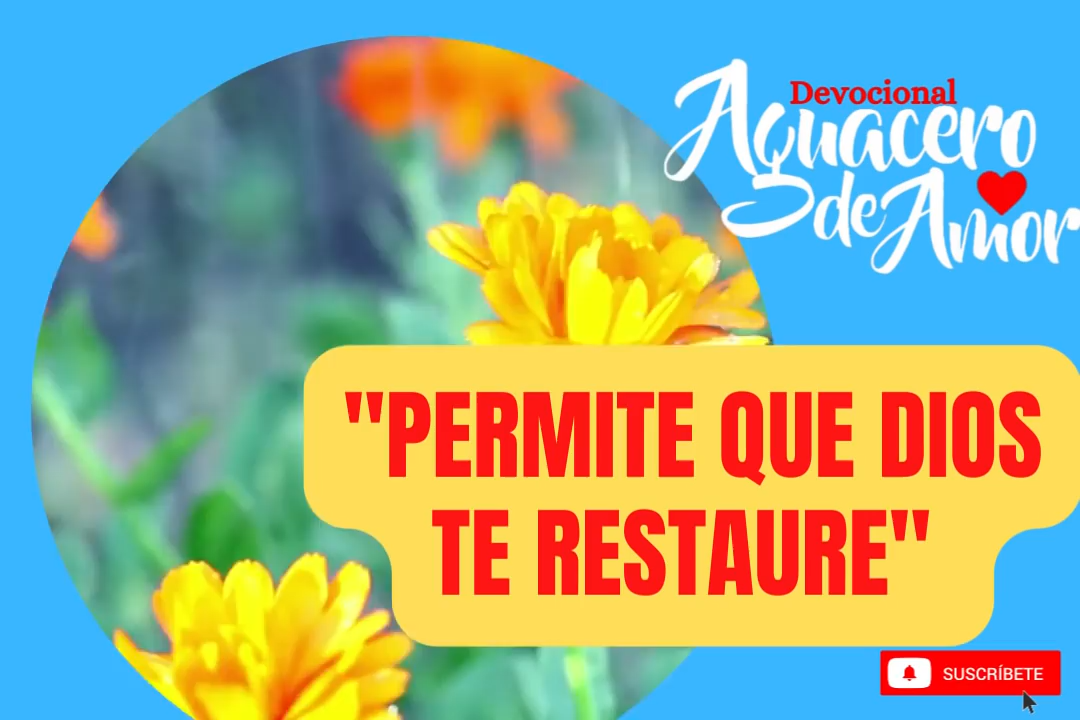 Devocional
Aguacero
de Amor
"PERMITE QUE DIOS
TE RESTAURE"
SUSCRÍBETE